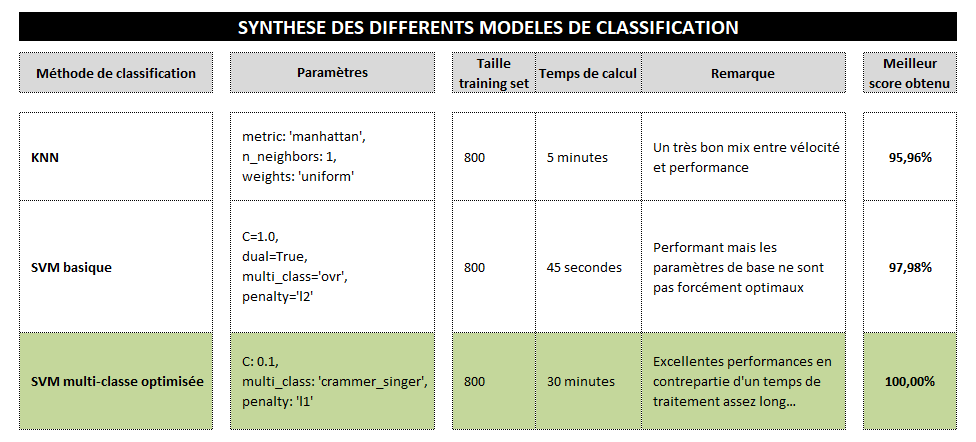 SYNTHESE DES DIFFERENTS MODELES DE CLASSIFICATION
Méthode de classification
Paramètres
Taille
training set
Temps de calcul
Remarque
Meilleur
score obtenu
KNN
metric: 'manhattan',
n_neighbors: 1,
weights: 'uniform'
800
5 minutes
Un très bon mix entre vélocité
et performance
95,96%
SVM basique
C=1.0,
dual=True,
multi_class='ovr',
penalty='l2'
800
45 secondes
Performant mais les
paramètres de base ne sont
pas forcément optimaux
97,98%
SVM multi-classe optimisée
C: 0.1,
multi_class: 'crammer_singer',
penalty: 'l1'
800
30 minutes
Excellentes performances en
contrepartie d'un temps de
traitement assez long...
100,00%